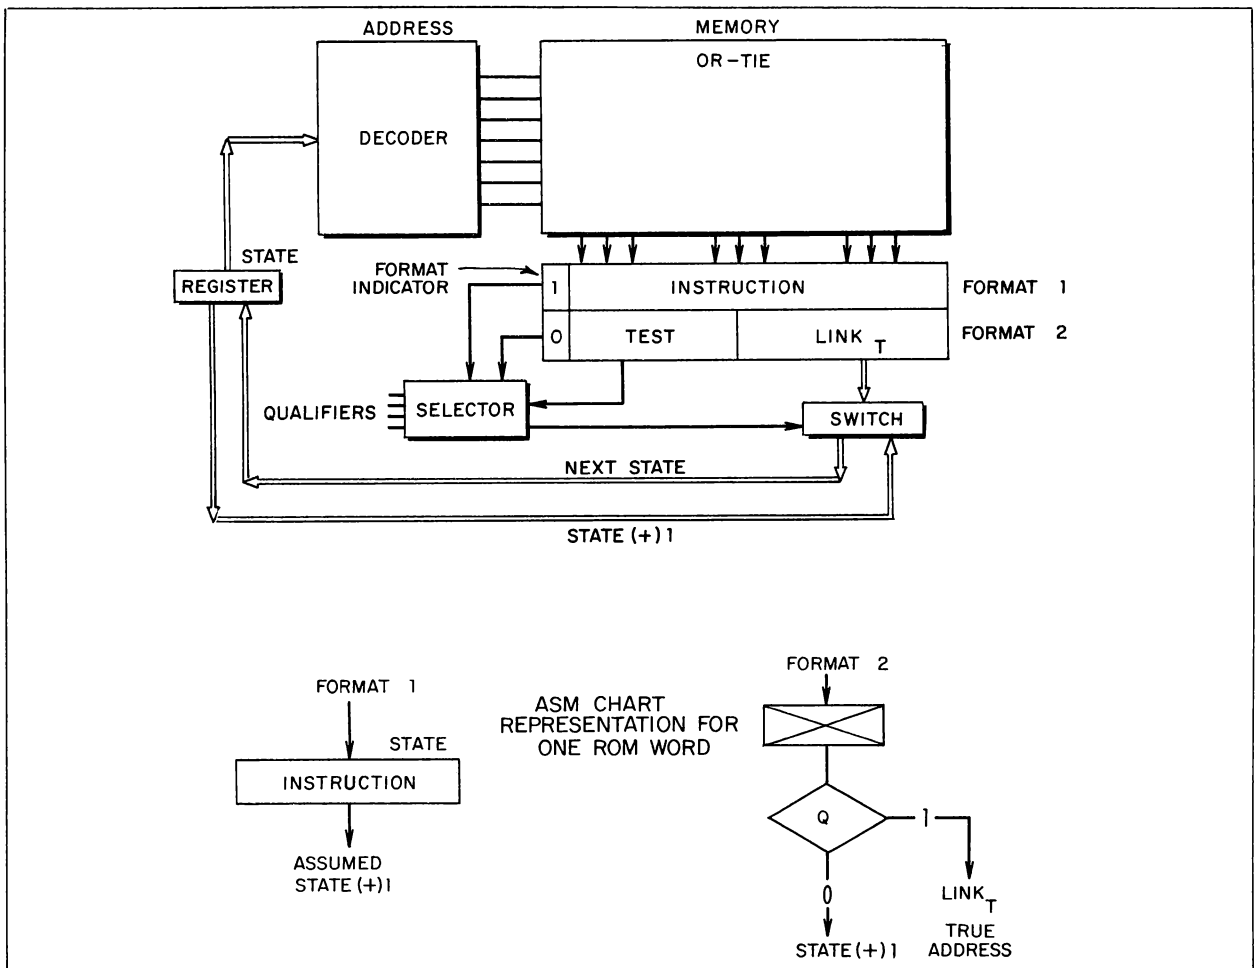 ADDRESS
MEMORY
OR-TIE
DECODER
STATE
REGISTER
FORMAT
INDICATOR
1
INSTRUCTION
FORMAT 1
0
TEST
LINK T
FORMAT 2
QUALIFIERS
SELECTOR
SWITCH
NEXT STATE
STATE (+) 1
FORMAT 1
STATE
INSTRUCTION
ASSUMED
STATE (+) 1
ASM CHART
REPRESENTATION FOR
ONE ROM WORD
FORMAT 2
Q
1
0
LINK T
STATE (+) 1
TRUE
ADDRESS